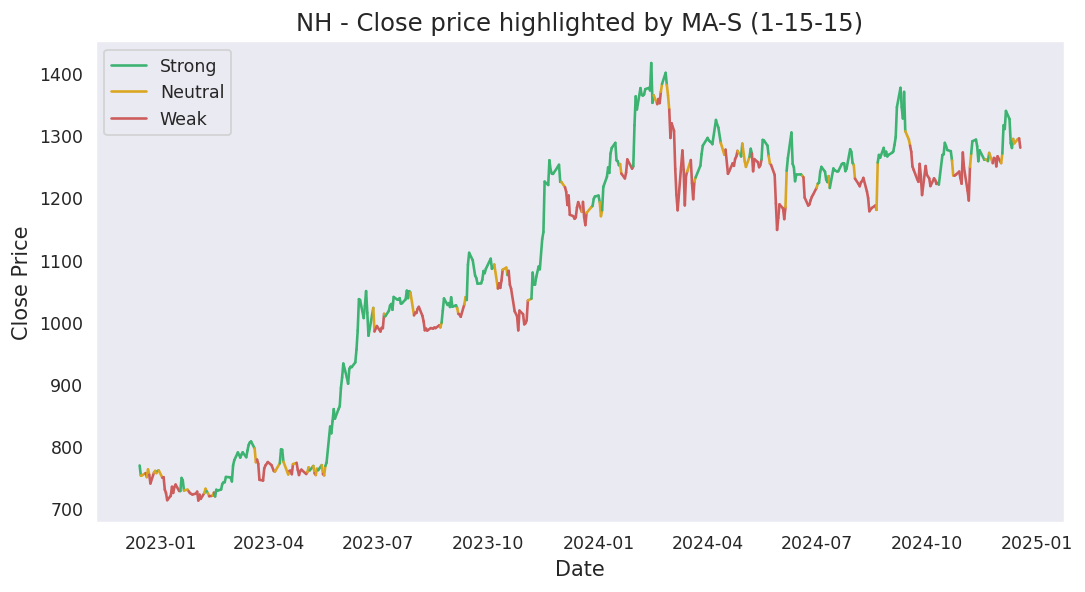 NH - Close price highlighted by MA-S (1-15-15)
Strong
Neutral
Weak
Close Price
1400
1300
1200
1100
1000
900
800
700
2023-01 2023-04 2023-07 2023-10 2024-01 2024-04 2024-07 2024-10 2025-01
Date